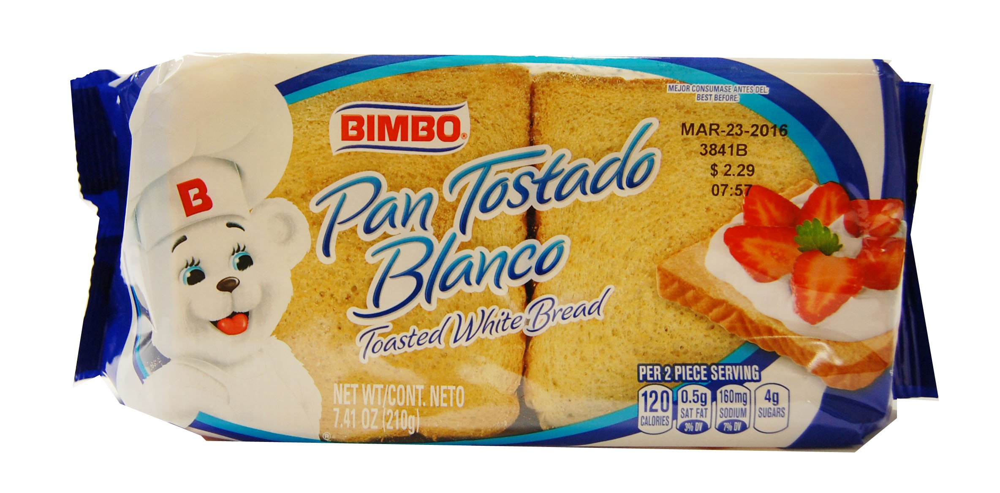 B
BIMBO®
Pan Tostado
Blanco
Toasted White Bread
MEJOR CONSUMASE ANTES DEL:
BEST BEFORE:
MAR-23-2016
3841B
$ 2.29
07:57
NET WT/CONT. NETO
7.41 OZ (210g)
®
PER 2 PIECE SERVING
120
CALORIES
0.5g
SAT FAT
3% DV
160mg
SODIUM
7% DV
4g
SUGARS